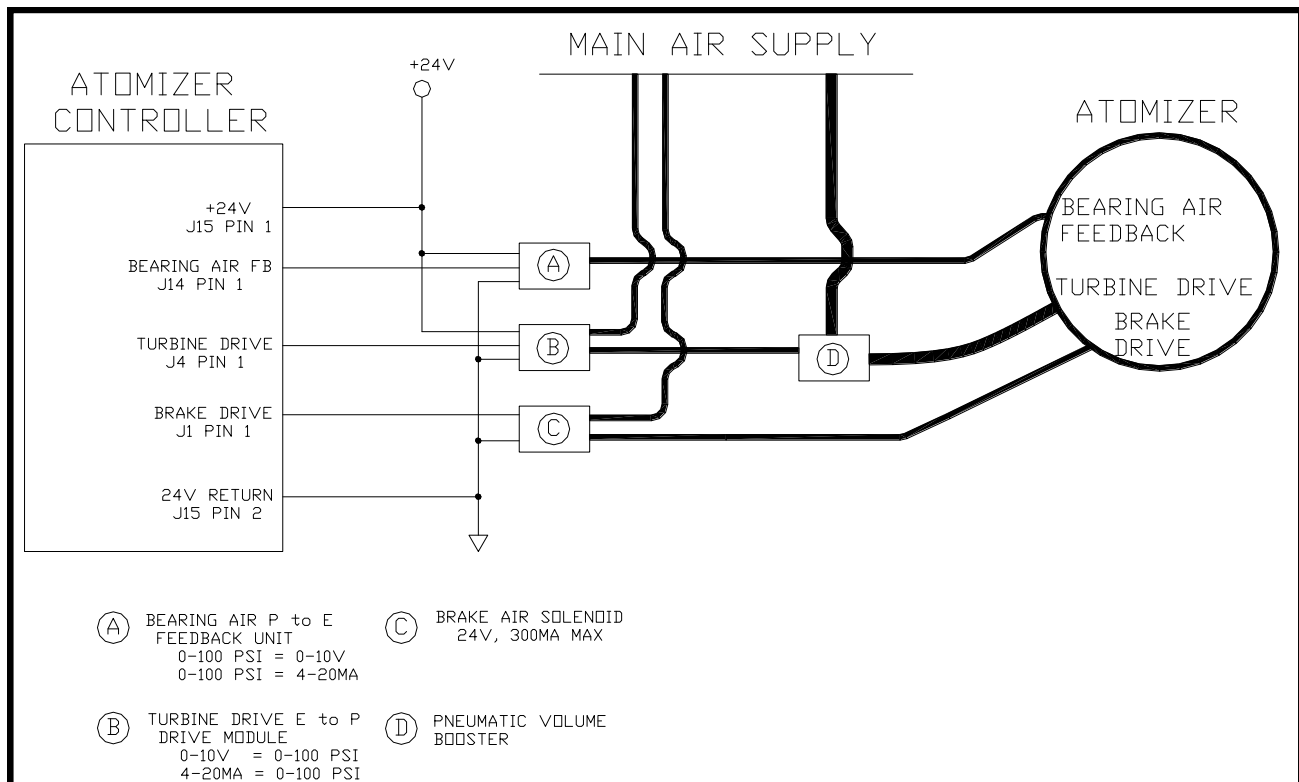 MAIN AIR SUPPLY
+24V
ATOMIZER
CONTROLLER
ATOMIZER
+24V
J15 PIN 1
BEARING AIR FB
J14 PIN 1
TURBINE DRIVE
J4 PIN 1
BRAKE DRIVE
J1 PIN 1
24V RETURN
J15 PIN 2
A
B
C
D
BEARING AIR
FEEDBACK
TURBINE DRIVE
BRAKE
DRIVE
A BEARING AIR P to E
FEEDBACK UNIT
0-100 PSI = 0-10V
0-100 PSI = 4-20MA
C BRAKE AIR SOLENOID
24V, 300MA MAX
B TURBINE DRIVE E to P
DRIVE MODULE
0-10V = 0-100 PSI
4-20MA = 0-100 PSI
D PNEUMATIC VOLUME
BOOSTER